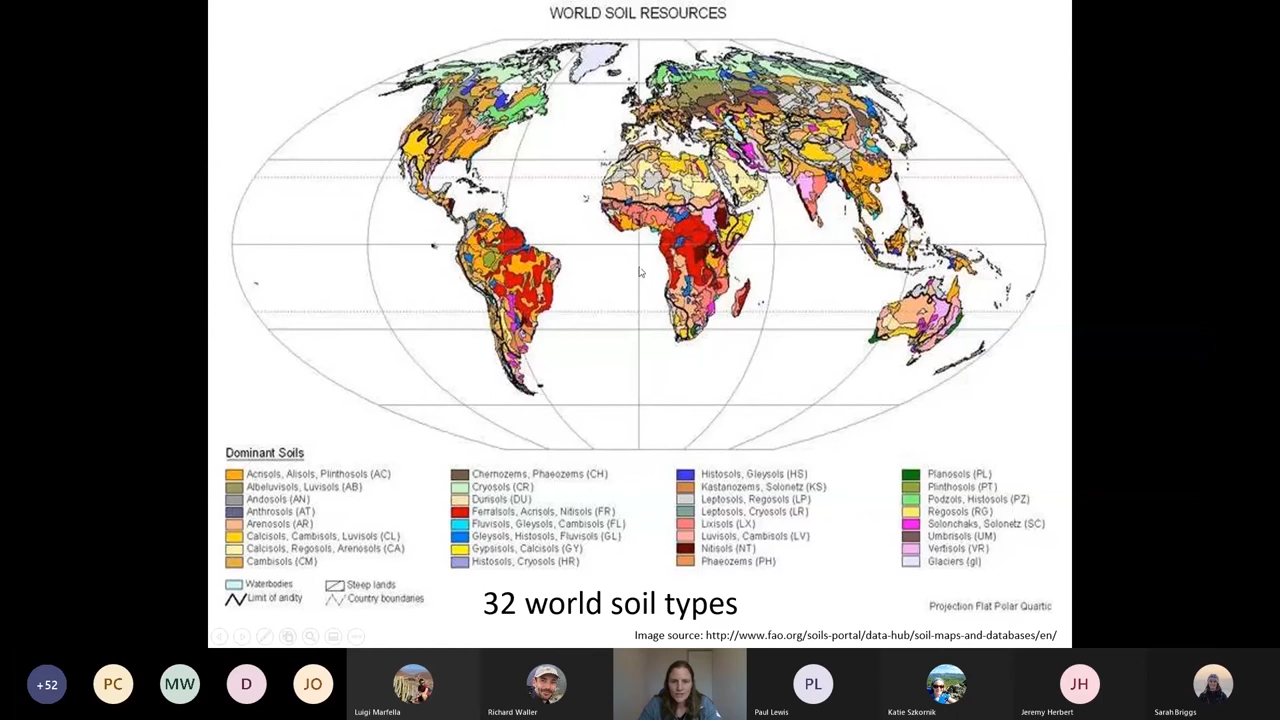 WORLD SOIL RESOURCES
Dominant Soils
Acrisols, Alisols, Plinthosols (AC)
Albeluvisols, Luvisols (AB)
Andosols (AN)
Anthrosols (AT)
Arenosols (AR)
Calcisols, Cambisols, Luvisols (CL)
Calcisols, Regosols, Arenosols (CA)
Cambisols (CM)
Chernozems, Phaeozems (CH)
Cryosols (CR)
Durisols (DU)
Ferralsols, Acrisols, Nitisols (FR)
Fluvisols, Gleysols, Cambisols (FL)
Gleysols, Histosols, Fluvisols (GL)
Gypsisols, Calcisols (GY)
Histosols, Cryosols (HR)
Histosols, Gleysols (HS)
Kastanozems, Solonetz (KS)
Leptosols, Regosols (LP)
Leptosols, Cryosols (LR)
Lixisols (LX)
Luvisols, Cambisols (LV)
Nitisols (NT)
Phaeozems (PH)
Planosols (PL)
Plinthosols (PT)
Podzols, Histosols (PZ)
Regosols (RG)
Solonchaks, Solonetz (SC)
Umbrisols (UM)
Vertisols (VR)
Glaciers (gl)
Waterbodies
Steep lands
Limit of aridity
Country boundaries
32 world soil types
Projection Flat Polar Quartic
Image source: http://www.fao.org/soils-portal/data-hub/soil-maps-and-databases/en/
+52
PC
MW
D
JO
Luigi Marfella
Richard Waller
PL
Paul Lewis
Katie Szkornik
JH
Jeremy Herbert
Sarah Briggs